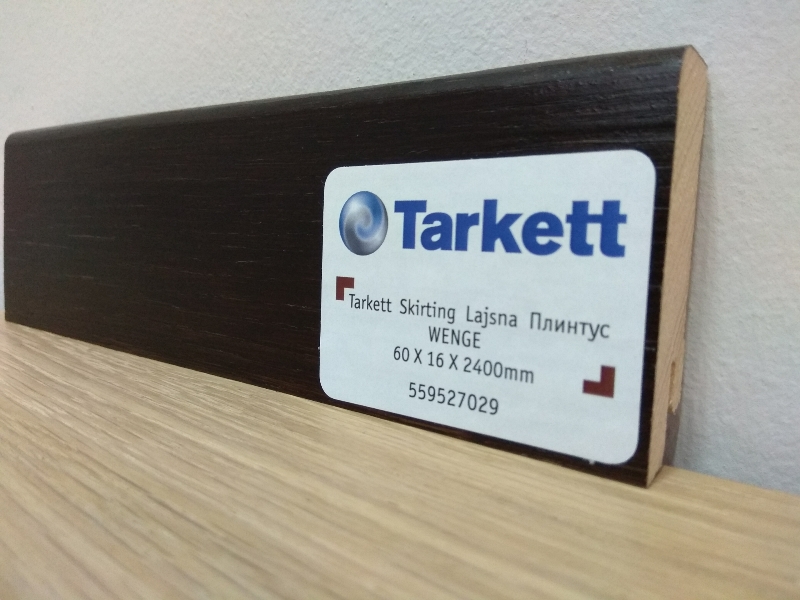 Tarkett
Tarkett Skirting Lajsna Плинтус
WENGE
60 X 16 X 2400mm
559527029